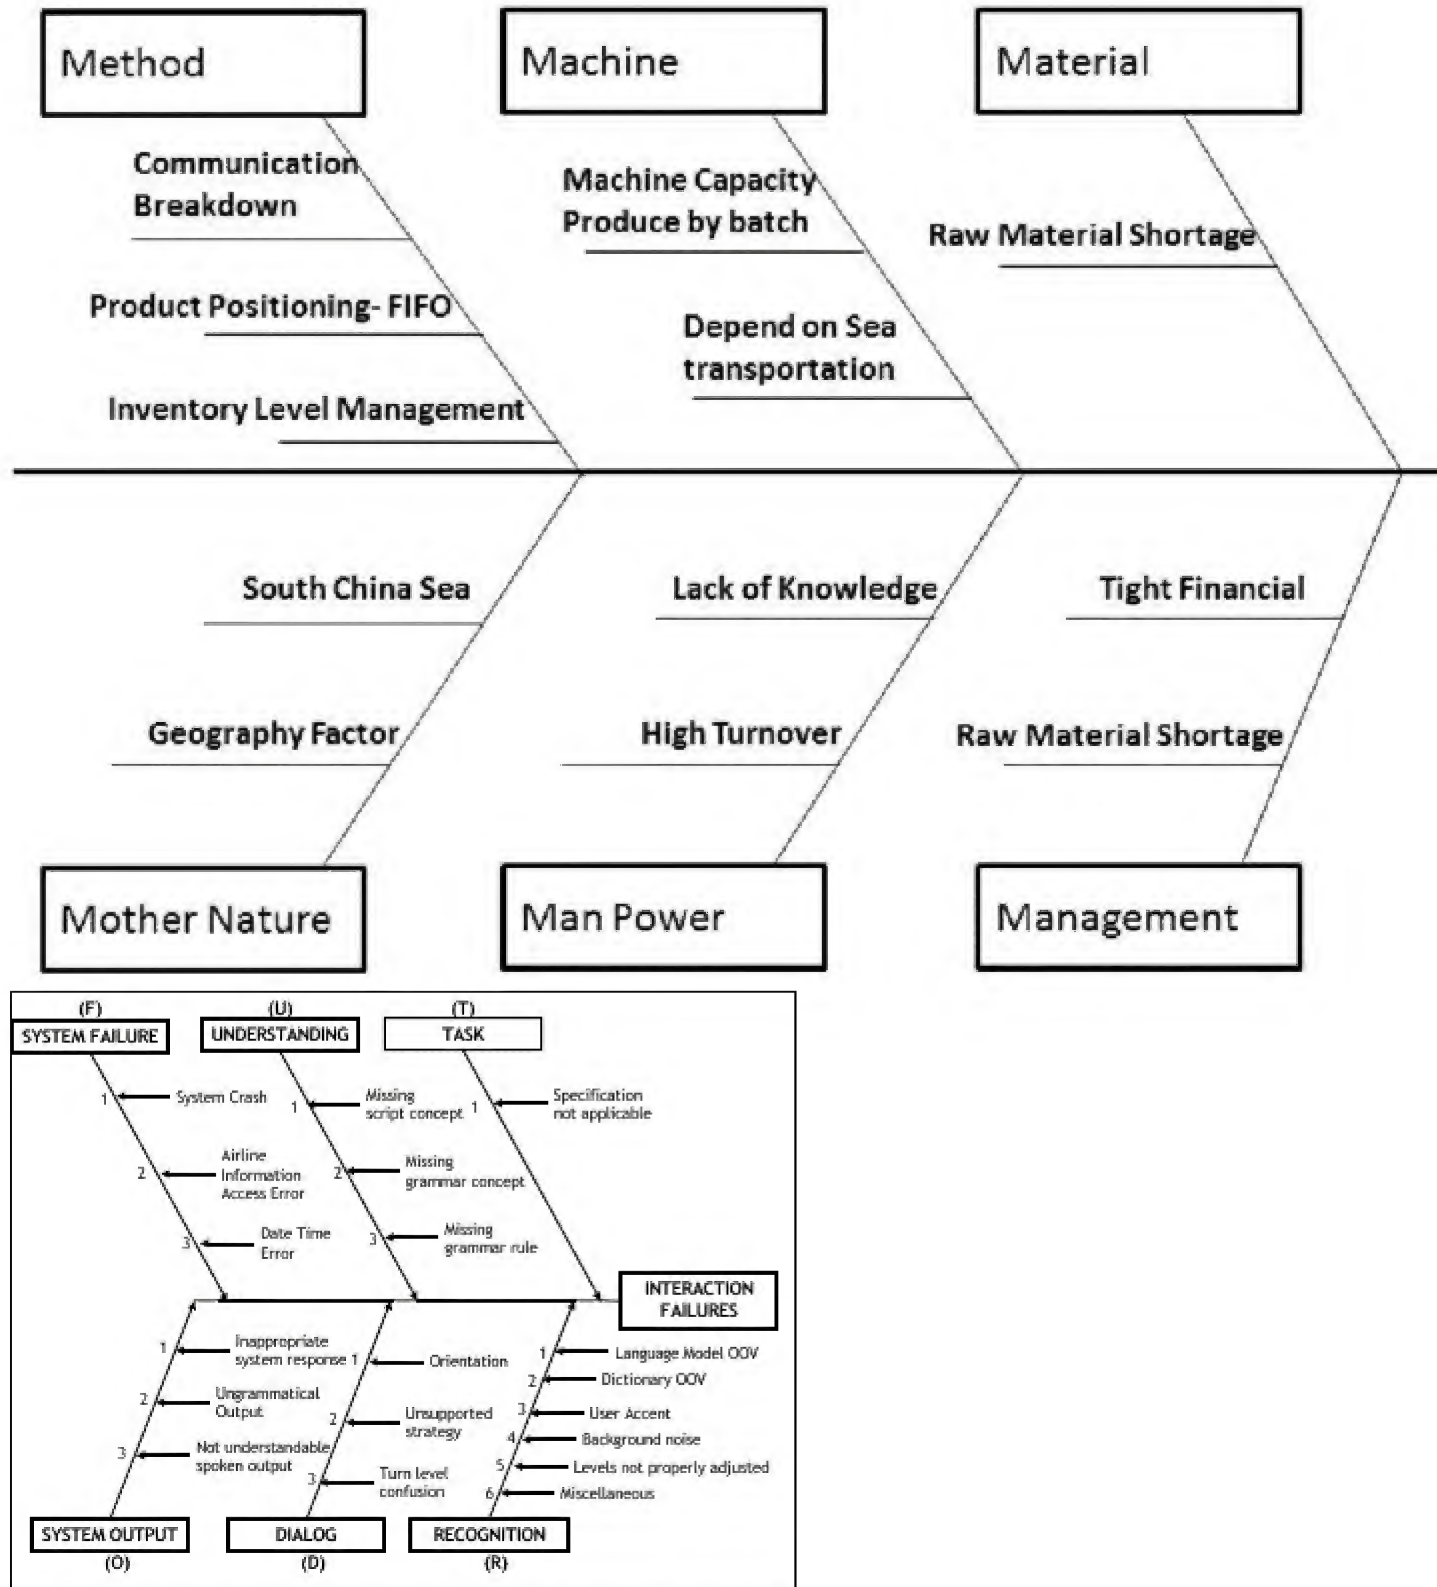 Method
Machine
Material
Communication
Breakdown
Product Positioning- FIFO
Inventory Level Management
Machine Capacity
Produce by batch
Depend on Sea
transportation
Raw Material Shortage
South China Sea
Geography Factor
Lack of Knowledge
High Turnover
Tight Financial
Raw Material Shortage
Mother Nature
Man Power
Management
(F)
SYSTEM FAILURE
(U)
UNDERSTANDING
(T)
TASK
1 System Crash
2 Airline
Information
Access Error
3 Date Time
Error
1 Missing
script concept
2 Missing
grammar concept
3 Missing
grammar rule
1 Specification
not applicable
INTERACTION
FAILURES
1 Inappropriate
system response
2 Ungrammatical
Output
3 Not understandable
spoken output
1 Orientation
2 Unsupported
strategy
3 Turn level
confusion
1 Language Model OOV
2 Dictionary OOV
3 User Accent
4 Background noise
5 Levels not properly adjusted
6 Miscellaneous
SYSTEM OUTPUT
(O)
DIALOG
(D)
RECOGNITION
(R)